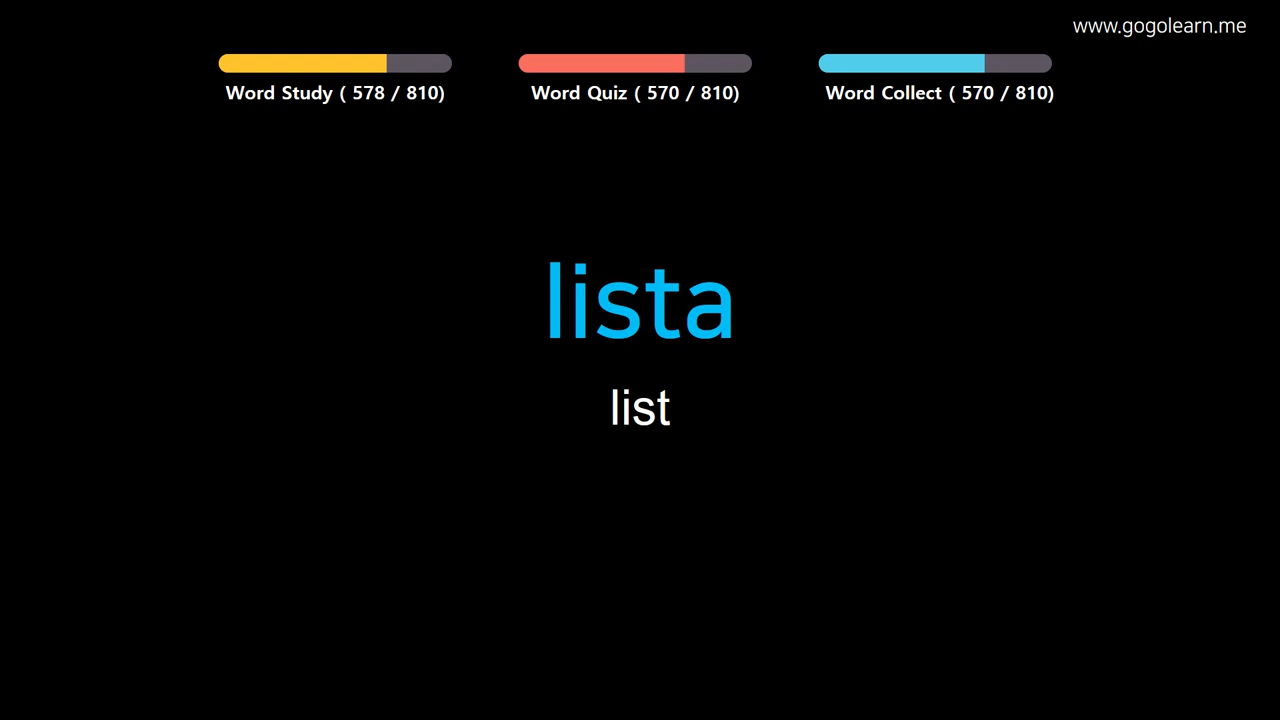 www.gogolearn.me
Word Study ( 578 / 810)
Word Quiz ( 570 / 810)
Word Collect ( 570 / 810)
lista
list